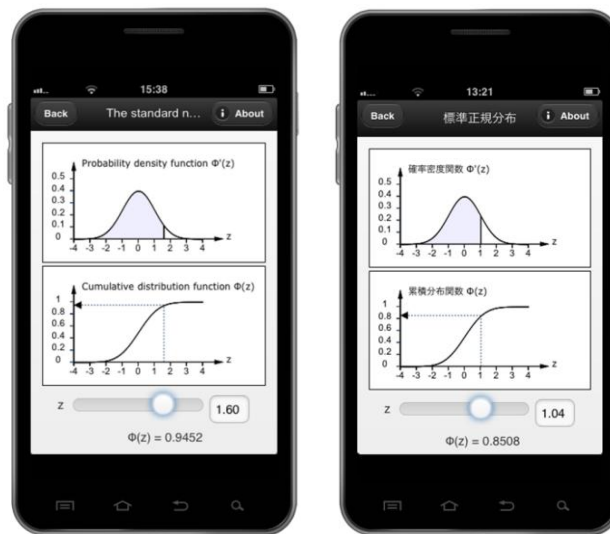 15:38
Back
The standard n...
i About
Probability density function Φ'(z)
0.5
0.4
0.3
0.2
0.1
0
-4 -3 -2 -1 0 1 2 3 4
z
Cumulative distribution function Φ(z)
1
0.8
0.6
0.4
0.2
0
-4 -3 -2 -1 0 1 2 3 4
z
z
1.60
Φ(z) = 0.9452
13:21
Back
標準正規分布
i About
確率密度関数 Φ'(z)
0.5
0.4
0.3
0.2
0.1
0
-4 -3 -2 -1 0 1 2 3 4
z
累積分布関数 Φ(z)
1
0.8
0.6
0.4
0.2
0
-4 -3 -2 -1 0 1 2 3 4
z
z
1.04
Φ(z) = 0.8508